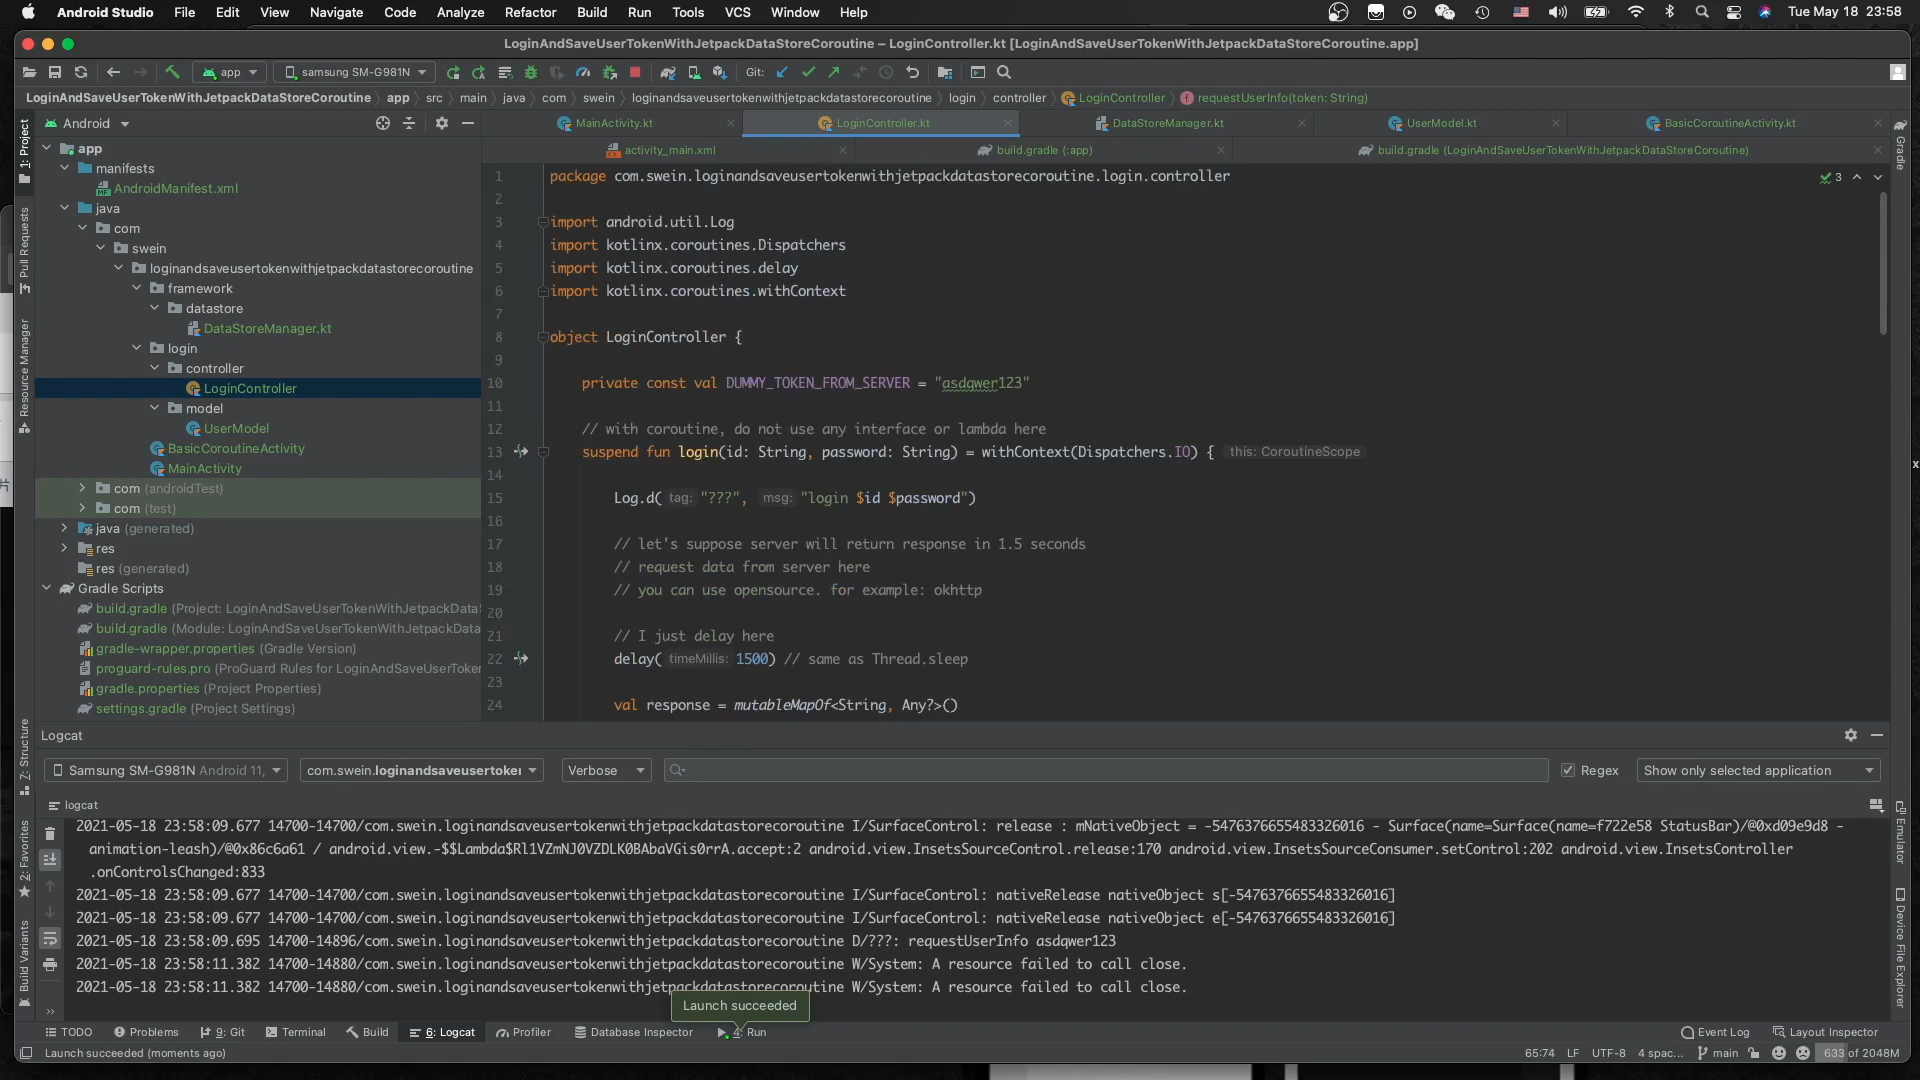 Android Studio File Edit View Navigate Code Analyze Refactor Build Run Tools VCS Window Help Tue May 18 23:58
LoginAndSaveUserTokenWithJetpackDataStoreCoroutine – LoginController.kt [LoginAndSaveUserTokenWithJetpackDataStoreCoroutine.app]
app samsung SM-G981N Git:
LoginAndSaveUserTokenWithJetpackDataStoreCoroutine app src main java com swein loginandsaveusertokenwithjetpackdatastorecoroutine login controller LoginController requestUserInfo(token: String)
Android MainActivity.kt LoginController.kt DataStoreManager.kt UserModel.kt BasicCoroutineActivity.kt
activity_main.xml build.gradle (:app) build.gradle (LoginAndSaveUserTokenWithJetpackDataStoreCoroutine)
1: Project
Pull Requests
Resource Manager
Z: Structure
2: Favorites
Build Variants
app
manifests
AndroidManifest.xml
java
com
swein
loginandsaveusertokenwithjetpackdatastorecoroutine
framework
datastore
DataStoreManager.kt
login
controller
LoginController
model
UserModel
BasicCoroutineActivity
MainActivity
com (androidTest)
com (test)
java (generated)
res
res (generated)
Gradle Scripts
build.gradle (Project: LoginAndSaveUserTokenWithJetpackDataS
build.gradle (Module: LoginAndSaveUserTokenWithJetpackData
gradle-wrapper.properties (Gradle Version)
proguard-rules.pro (ProGuard Rules for LoginAndSaveUserToker
gradle.properties (Project Properties)
settings.gradle (Project Settings)
1 package com.swein.loginandsaveusertokenwithjetpackdatastorecoroutine.login.controller
3
2
3 import android.util.Log
4 import kotlinx.coroutines.Dispatchers
5 import kotlinx.coroutines.delay
6 import kotlinx.coroutines.withContext
7
8 object LoginController {
9
10 private const val DUMMY_TOKEN_FROM_SERVER = "asdqwer123"
11
12 // with coroutine, do not use any interface or lambda here
13 suspend fun login(id: String, password: String) = withContext(Dispatchers.IO) { this: CoroutineScope
14
15 Log.d( tag: "???", msg: "login $id $password")
16
17 // let's suppose server will return response in 1.5 seconds
18 // request data from server here
19 // you can use opensource. for example: okhttp
20
21 // I just delay here
22 delay( timeMillis: 1500) // same as Thread.sleep
23
24 val response = mutableMapOf<String, Any?>()
Gradle
Emulator
Device File Explorer
Logcat
Samsung SM-G981N Android 11, com.swein.loginandsaveusertoker Verbose Regex Show only selected application
logcat
2021-05-18 23:58:09.677 14700-14700/com.swein.loginandsaveusertokenwithjetpackdatastorecoroutine I/SurfaceControl: release : mNativeObject = -5476376655483326016 - Surface(name=Surface(name=f722e58 StatusBar)/@0xd09e9d8 -
animation-leash)/@0x86c6a61 / android.view.-$$Lambda$Rl1VZmNJ0VZDLK0BAbaVGis0rrA.accept:2 android.view.InsetsSourceControl.release:170 android.view.InsetsSourceConsumer.setControl:202 android.view.InsetsController
.onControlsChanged:833
2021-05-18 23:58:09.677 14700-14700/com.swein.loginandsaveusertokenwithjetpackdatastorecoroutine I/SurfaceControl: nativeRelease nativeObject s[-5476376655483326016]
2021-05-18 23:58:09.677 14700-14700/com.swein.loginandsaveusertokenwithjetpackdatastorecoroutine I/SurfaceControl: nativeRelease nativeObject e[-5476376655483326016]
2021-05-18 23:58:09.695 14700-14896/com.swein.loginandsaveusertokenwithjetpackdatastorecoroutine D/???: requestUserInfo asdqwer123
2021-05-18 23:58:11.382 14700-14880/com.swein.loginandsaveusertokenwithjetpackdatastorecoroutine W/System: A resource failed to call close.
2021-05-18 23:58:11.382 14700-14880/com.swein.loginandsaveusertokenwithjetpackdatastorecoroutine W/System: A resource failed to call close.
Launch succeeded
TODO Problems 9: Git Terminal Build 6: Logcat Profiler Database Inspector 4: Run Event Log Layout Inspector
Launch succeeded (moments ago) 65:74 LF UTF-8 4 spac... main 633 of 2048M